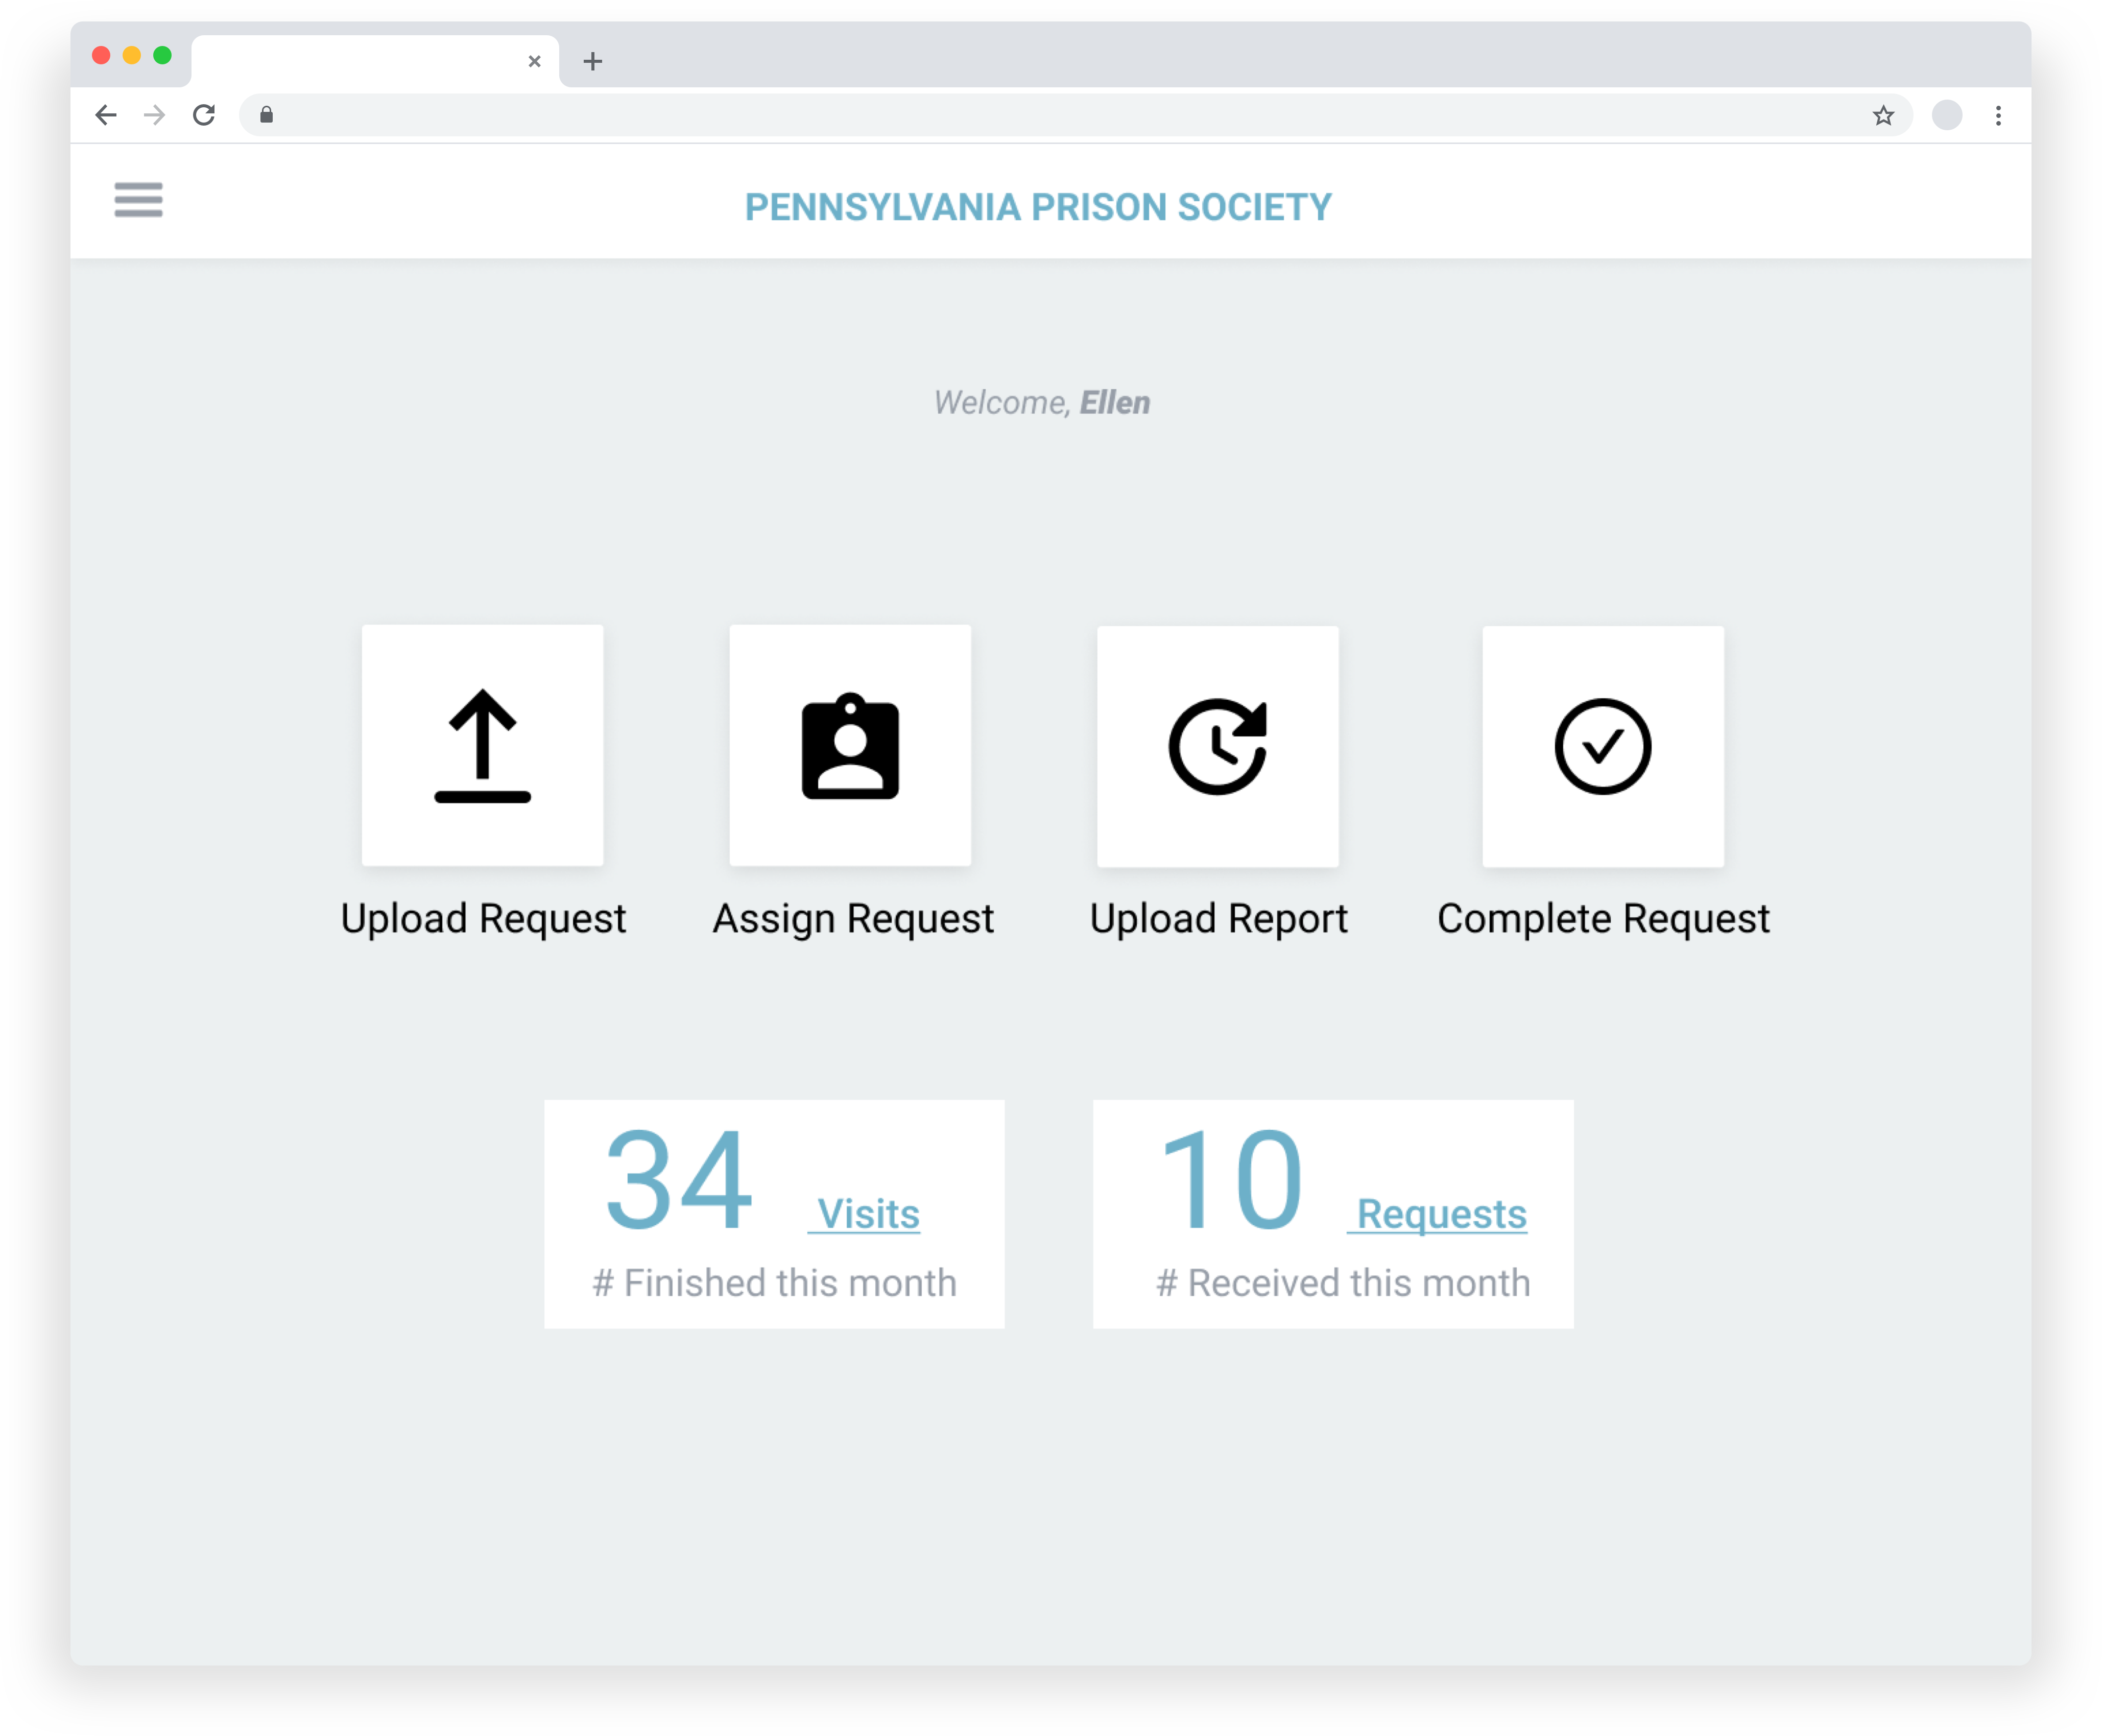 PENNSYLVANIA PRISON SOCIETY
Welcome, Ellen
Upload Request
Assign Request
Upload Report
Complete Request
34 Visits
# Finished this month
10 Requests
# Received this month